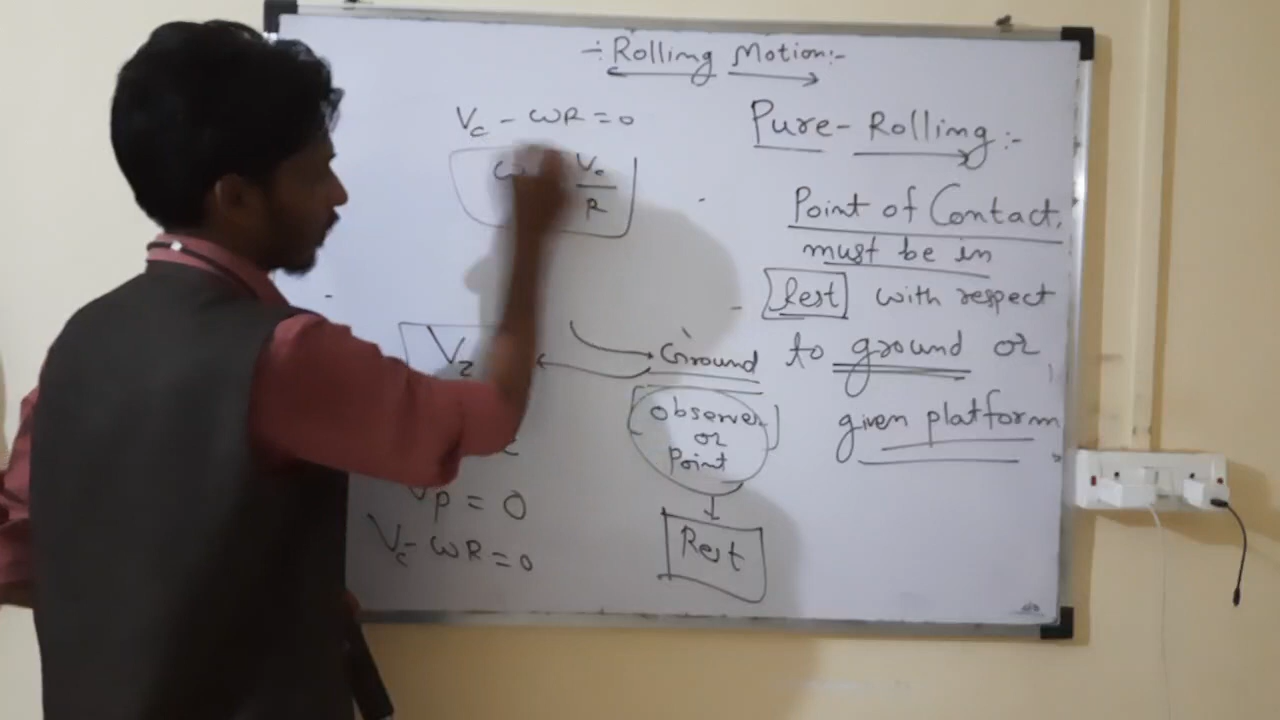 ÷ Rolling Motion:-
Vc - ωR = 0
ω Vc
R
Pure-Rolling:-
Point of Contact,
must be in
Rest with respect
to ground or
given platform
V2
Ground
Observer
or
Point
Rest
Vp = 0
Vc - ωR = 0